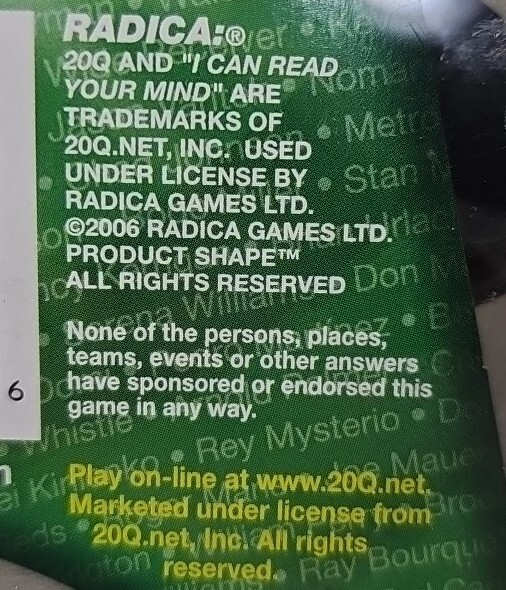 RADICA:®
20Q AND "I CAN READ
YOUR MIND" ARE
TRADEMARKS OF
20Q.NET, INC. USED
UNDER LICENSE BY
RADICA GAMES LTD.
©2006 RADICA GAMES LTD.
PRODUCT SHAPE™
ALL RIGHTS RESERVED
None of the persons, places,
teams, events or other answers
have sponsored or endorsed this
game in any way.
6
Play on-line at www.20Q.net.
Marketed under license from
20Q.net, Inc. All rights
reserved.
Metro
Stan
Don
Serena Williams
Whistle
Rey Mysterio
Joe Maue
Ray Bourque